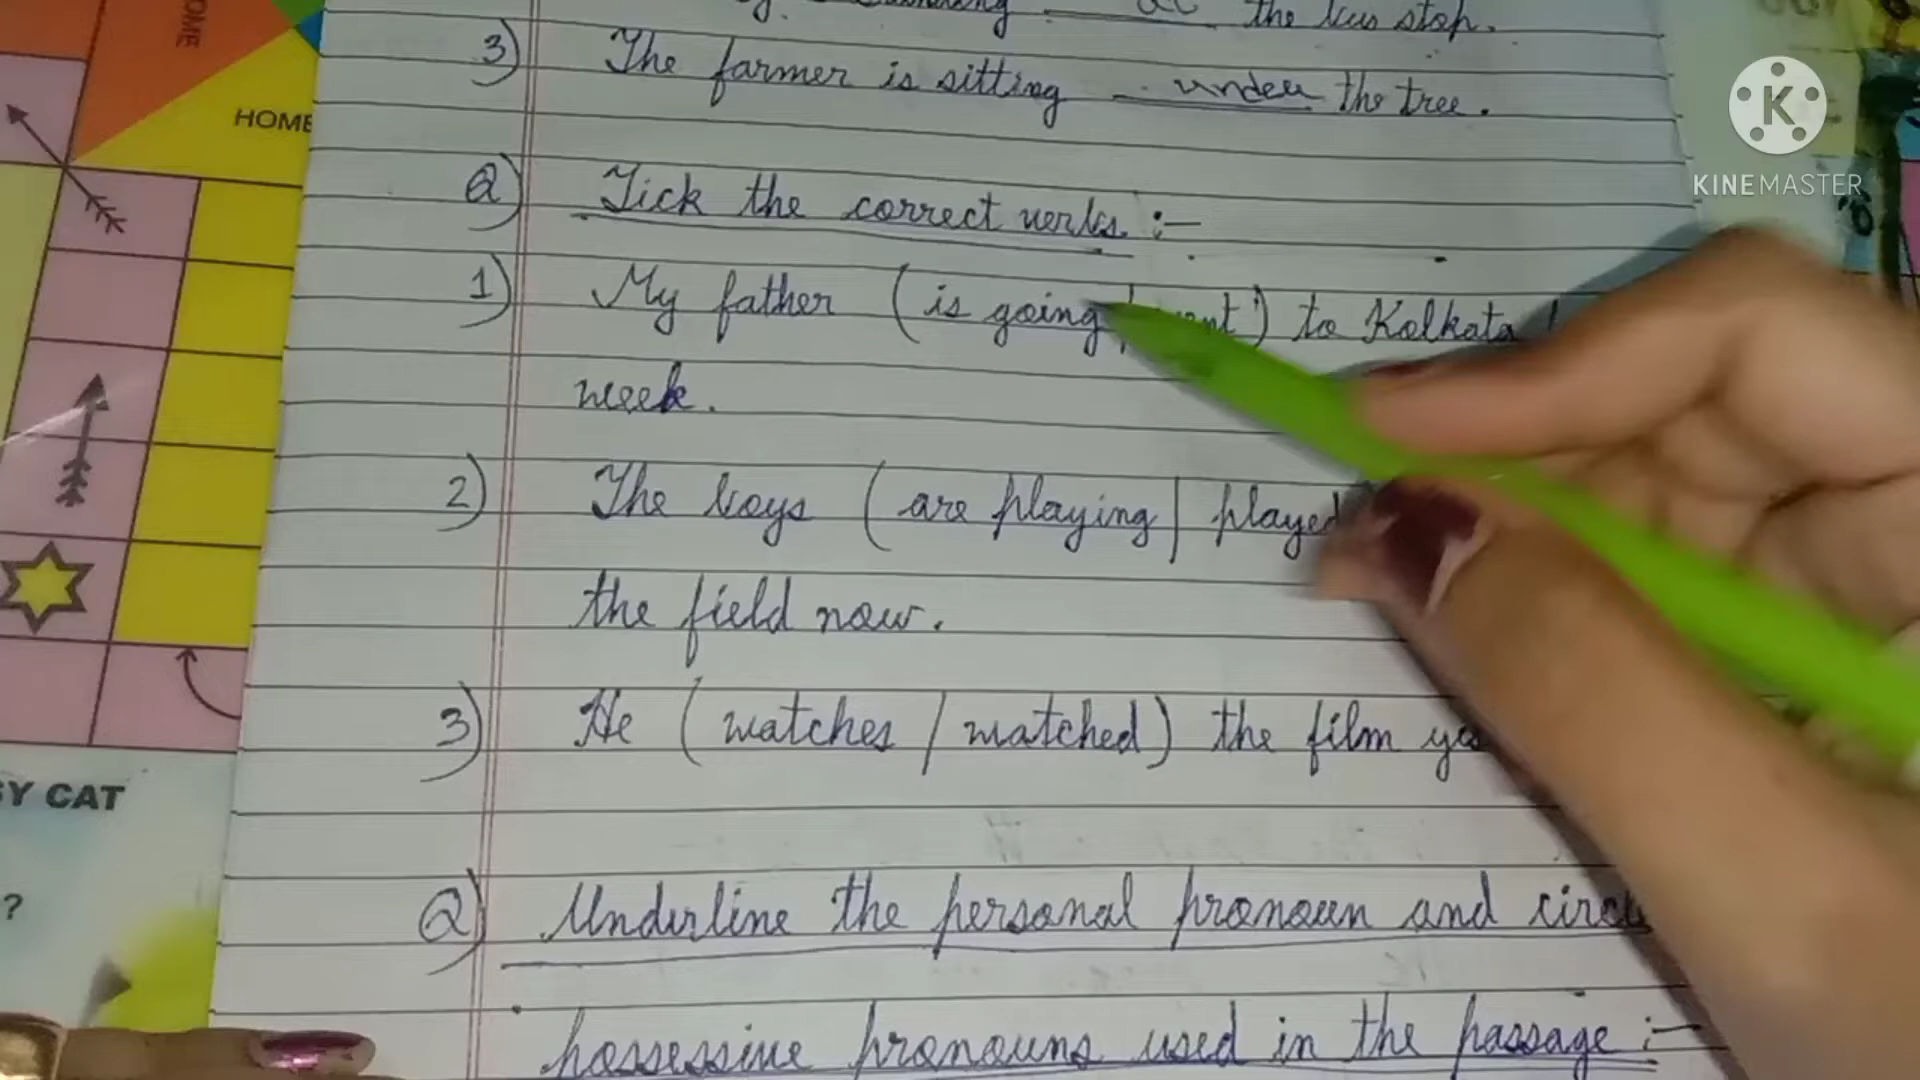 HOME
HOME
the bus stop.
3) The farmer is sitting under the tree.
Q) Tick the correct verbs :-
1) My father (is going / went) to Kolkata
week.
2) The boys (are playing | played
the field now.
3) He (watches / watched) the film
Q) Underline the personal pronoun and
possessive pronouns used in the passage :-
K
KINEMASTER
CAT
?